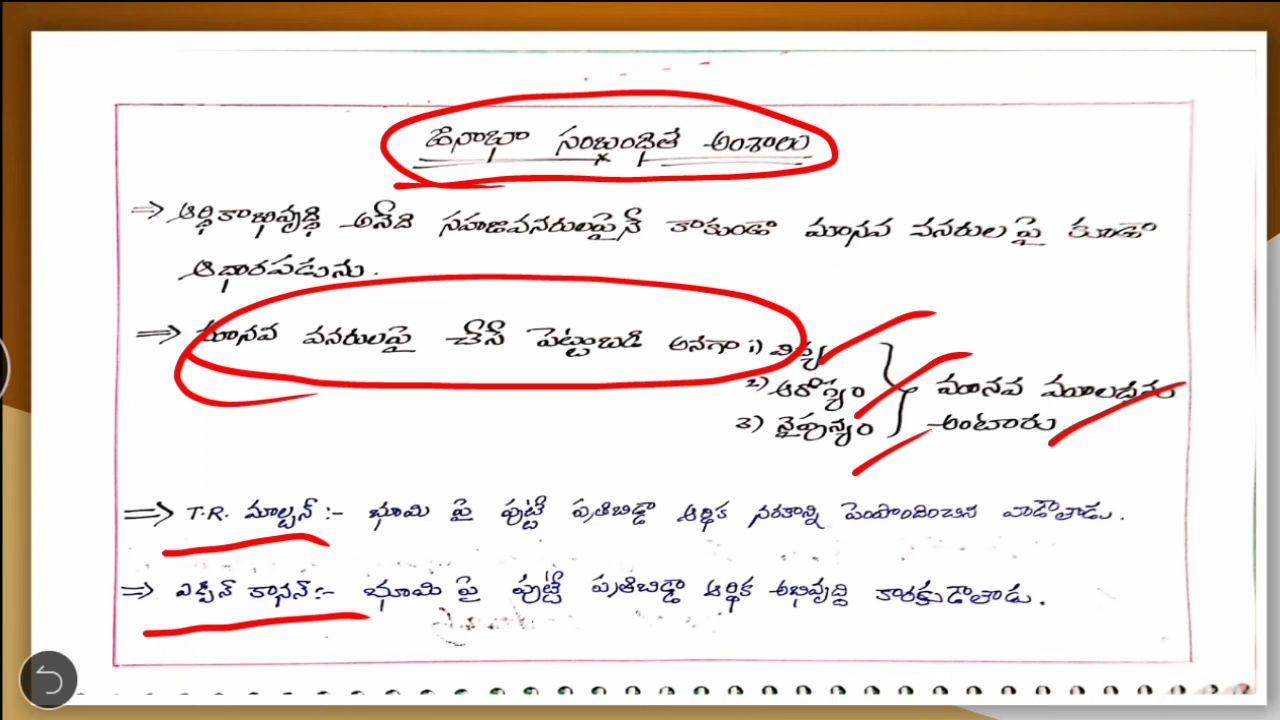 జనాభా సంబంధిత అంశాలు
⇒ ఆర్థికాభివృద్ధి అనేది సహజవనరులపైనే కాకుండా మానవ వనరుల పై కూడా
ఆధారపడును.
⇒ మానవ వనరులపై చేసే పెట్టుబడి అనగా 1) విద్య
2) ఆరోగ్యం
3) నైపుణ్యం
మానవ మూలధనం
అంటారు
⇒ T.R. మాల్థస్ :- భూమి పై పుట్టే ప్రతిబిడ్డా ఆర్థిక నరకాన్ని పెంపొందించిన వాడౌతాడు.
⇒ ఎడ్విన్ కానన్ :- భూమి పై పుట్టే ప్రతిబిడ్డా ఆర్థిక అభివృద్ధి కారకుడౌతాడు.